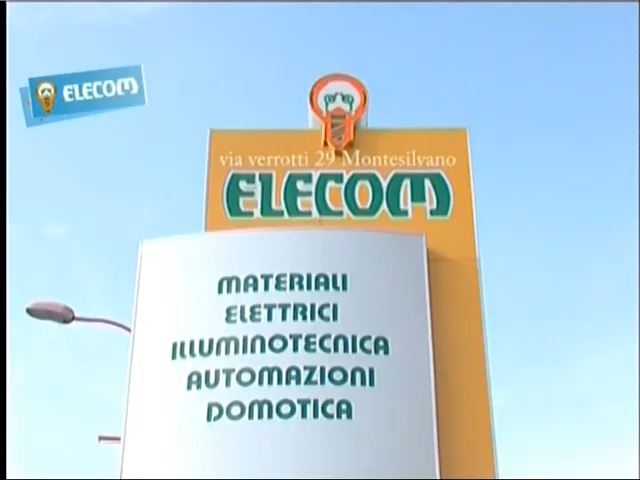 ELECOM
via verrotti 29 Montesilvano
ELECOM
MATERIALI
ELETTRICI
ILLUMINOTECNICA
AUTOMAZIONI
DOMOTICA